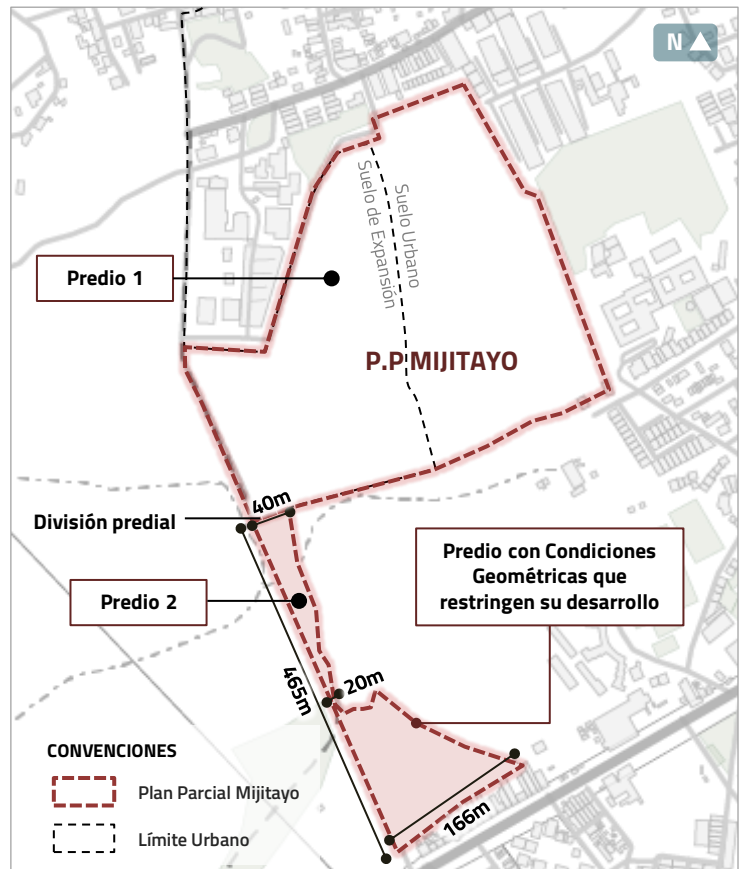 N
Suelo Urbano
Suelo de Expansión
Predio 1
P.P MIJITAYO
40m
División predial
Predio con Condiciones
Geométricas que
restringen su desarrollo
Predio 2
465m
20m
166m
CONVENCIONES
Plan Parcial Mijitayo
Límite Urbano